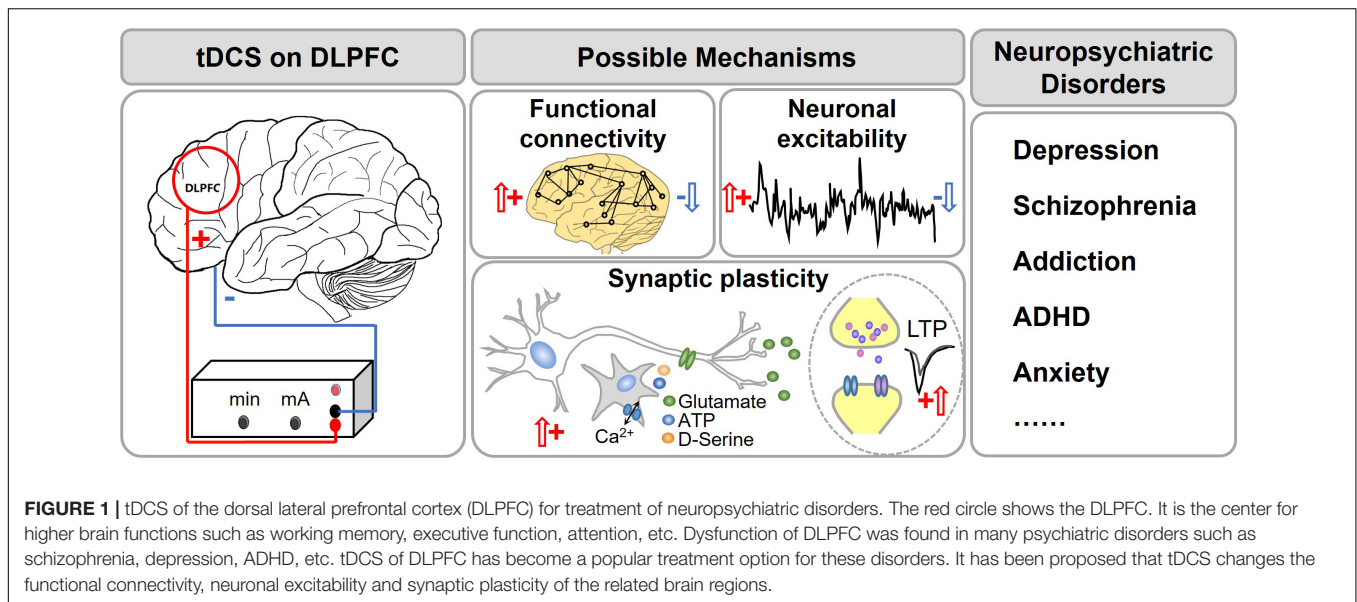 tDCS on DLPFC
Possible Mechanisms
Neuropsychiatric
Disorders
DLPFC
+
-
min mA
Functional
connectivity
+
-
Neuronal
excitability
+
-
Synaptic plasticity
+
Ca2+
Glutamate
ATP
D-Serine
LTP
+
Depression
Schizophrenia
Addiction
ADHD
Anxiety
......
FIGURE 1 | tDCS of the dorsal lateral prefrontal cortex (DLPFC) for treatment of neuropsychiatric disorders. The red circle shows the DLPFC. It is the center for
higher brain functions such as working memory, executive function, attention, etc. Dysfunction of DLPFC was found in many psychiatric disorders such as
schizophrenia, depression, ADHD, etc. tDCS of DLPFC has become a popular treatment option for these disorders. It has been proposed that tDCS changes the
functional connectivity, neuronal excitability and synaptic plasticity of the related brain regions.